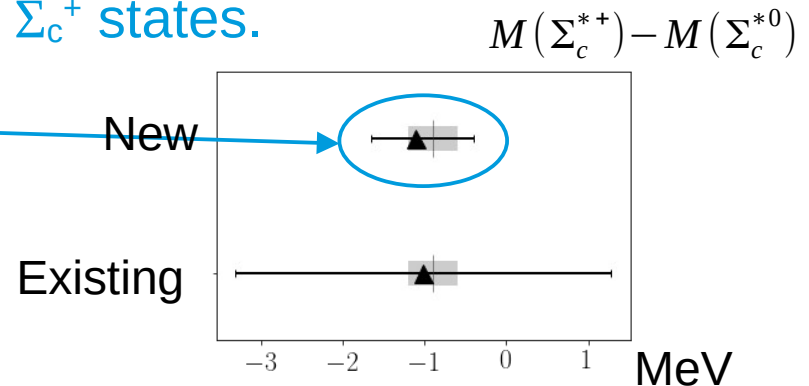 Σc⁺ states.
M(Σc*⁺)−M(Σc*⁰)
New
Existing
−3 −2 −1 0 1
MeV